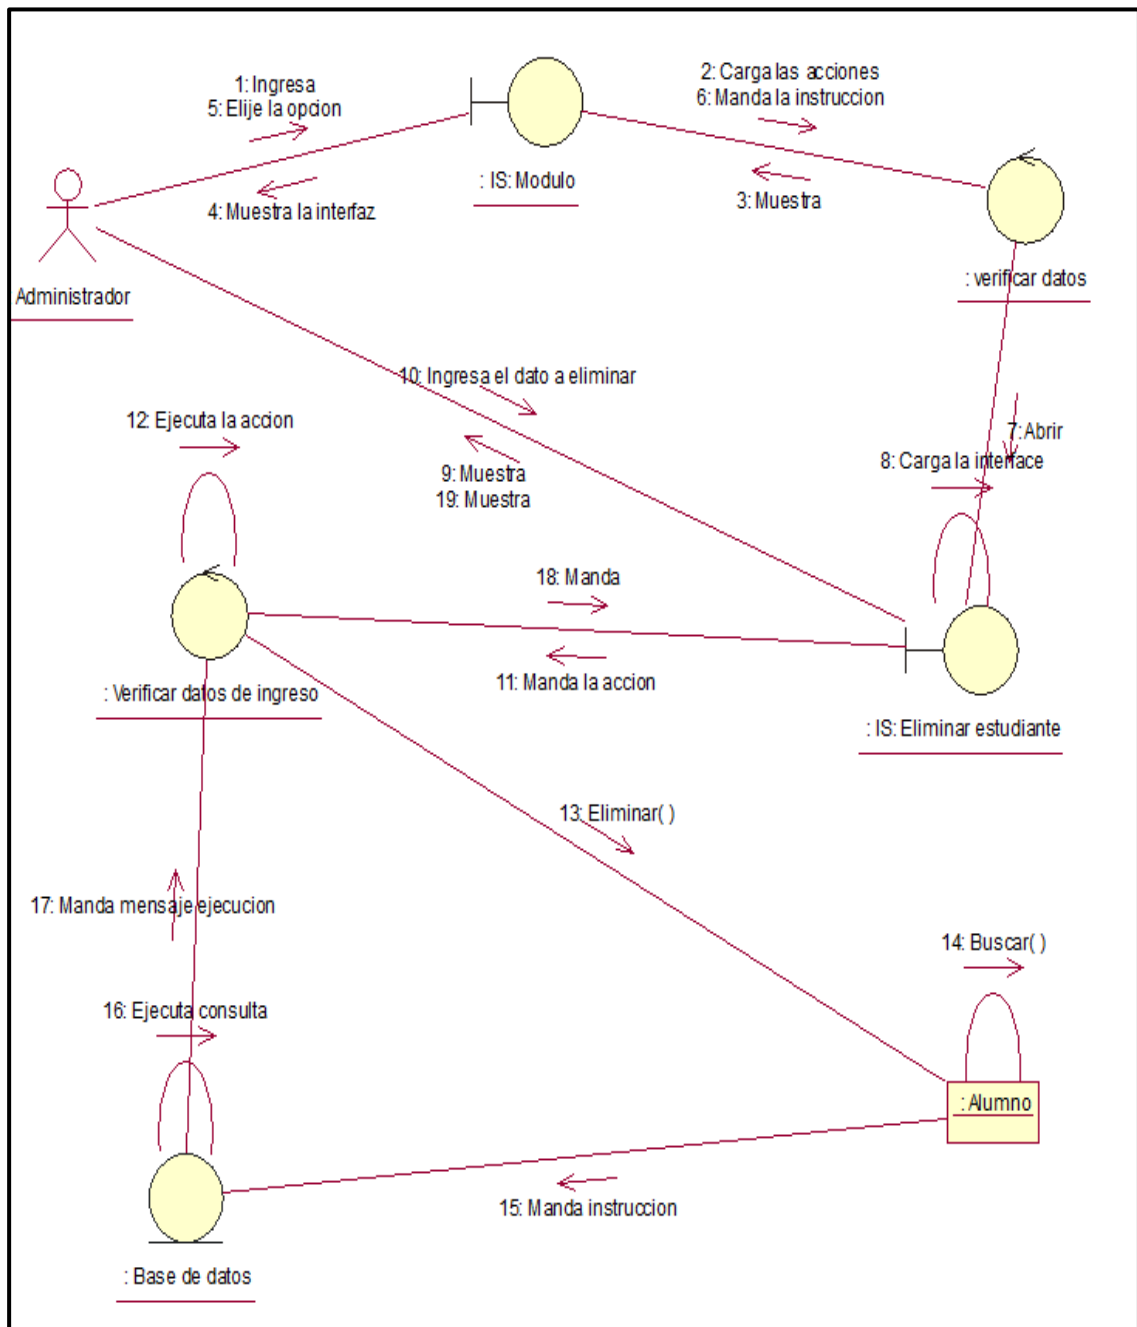 1: Ingresa
5: Elije la opcion
2: Carga las acciones
6: Manda la instruccion
: IS: Modulo
4: Muestra la interfaz
3: Muestra
: verificar datos
Administrador
10: Ingresa el dato a eliminar
12: Ejecuta la accion
7: Abrir
8: Carga la interface
9: Muestra
19: Muestra
18: Manda
11: Manda la accion
: Verificar datos de ingreso
: IS: Eliminar estudiante
13: Eliminar( )
17: Manda mensaje ejecucion
14: Buscar( )
16: Ejecuta consulta
: Alumno
15: Manda instruccion
: Base de datos